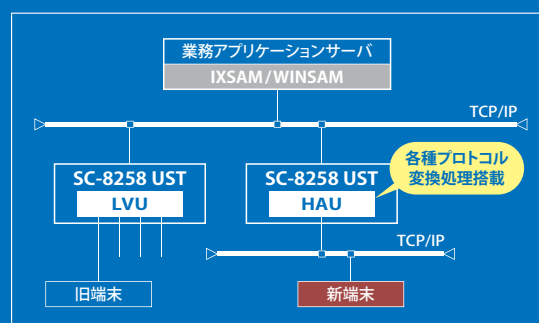 業務アプリケーションサーバ
IXSAM/WINSAM
TCP/IP
各種プロトコル
変換処理搭載
SC-8258 UST
LVU
SC-8258 UST
HAU
TCP/IP
旧端末
新端末